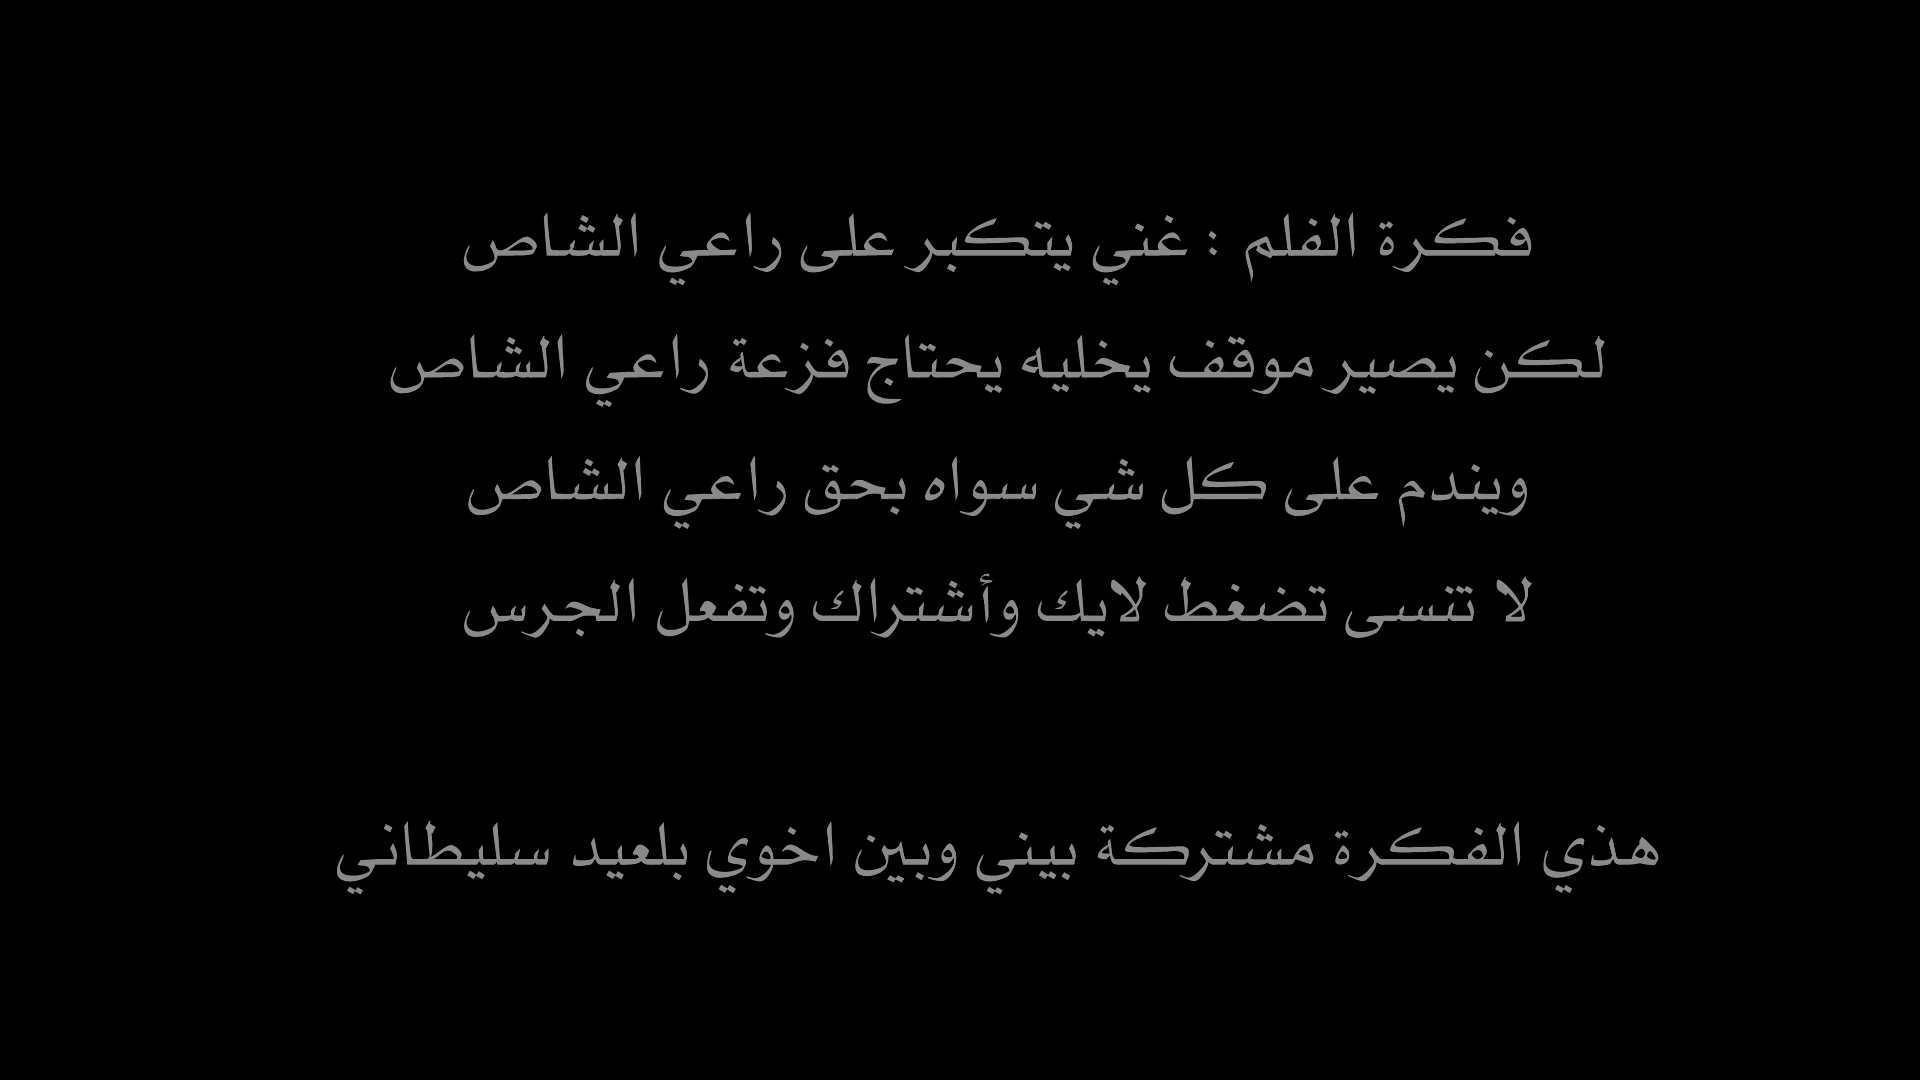 فكرة الفلم : غني يتكبر على راعي الشاص
لكن يصير موقف يخليه يحتاج فزعة راعي الشاص
ويندم على كل شي سواه بحق راعي الشاص
لا تنسى تضغط لايك وأشتراك وتفعل الجرس
هذي الفكرة مشتركة بيني وبين اخوي بلعيد سليطاني